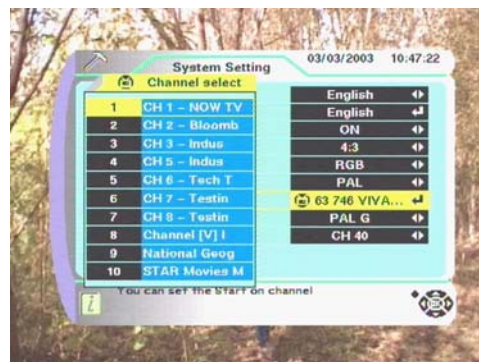 System Setting
03/03/2003 10:47:22
Channel select
1 CH 1 – NOW TV
2 CH 2 – Bloomb
3 CH 3 – Indus
4 CH 5 – Indus
5 CH 6 – Tech T
6 CH 7 – Testin
7 CH 8 – Testin
8 Channel [V] I
9 National Geog
10 STAR Movies M
English
English
ON
4:3
RGB
PAL
63 746 VIVA...
PAL G
CH 40
You can set the Start on channel